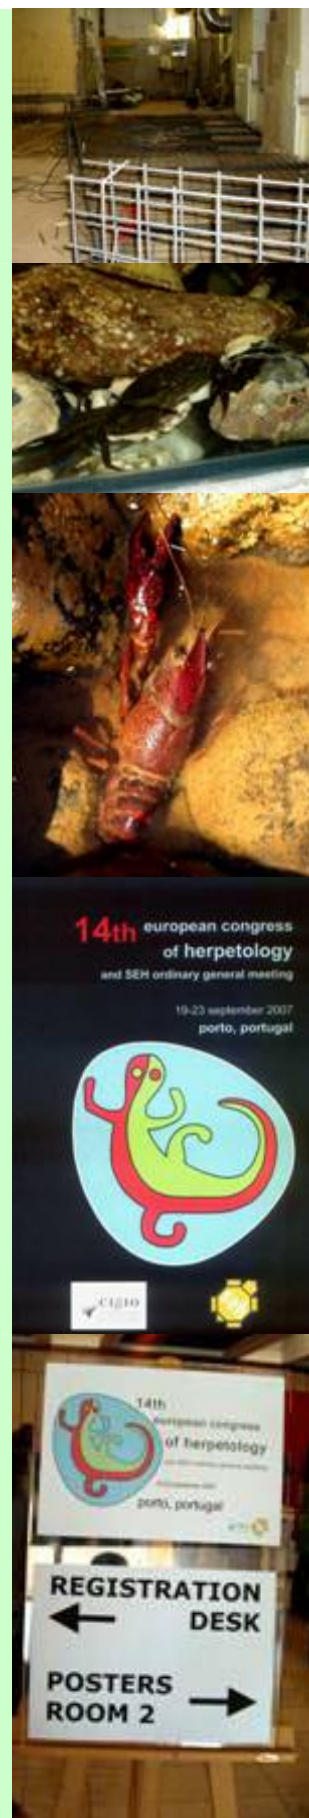 14th european congress
of herpetology
and SEH ordinary general meeting
19-23 september 2007
porto, portugal
CIBIO
14th
european congress
of herpetology
porto, portugal
REGISTRATION
DESK
POSTERS
ROOM 2